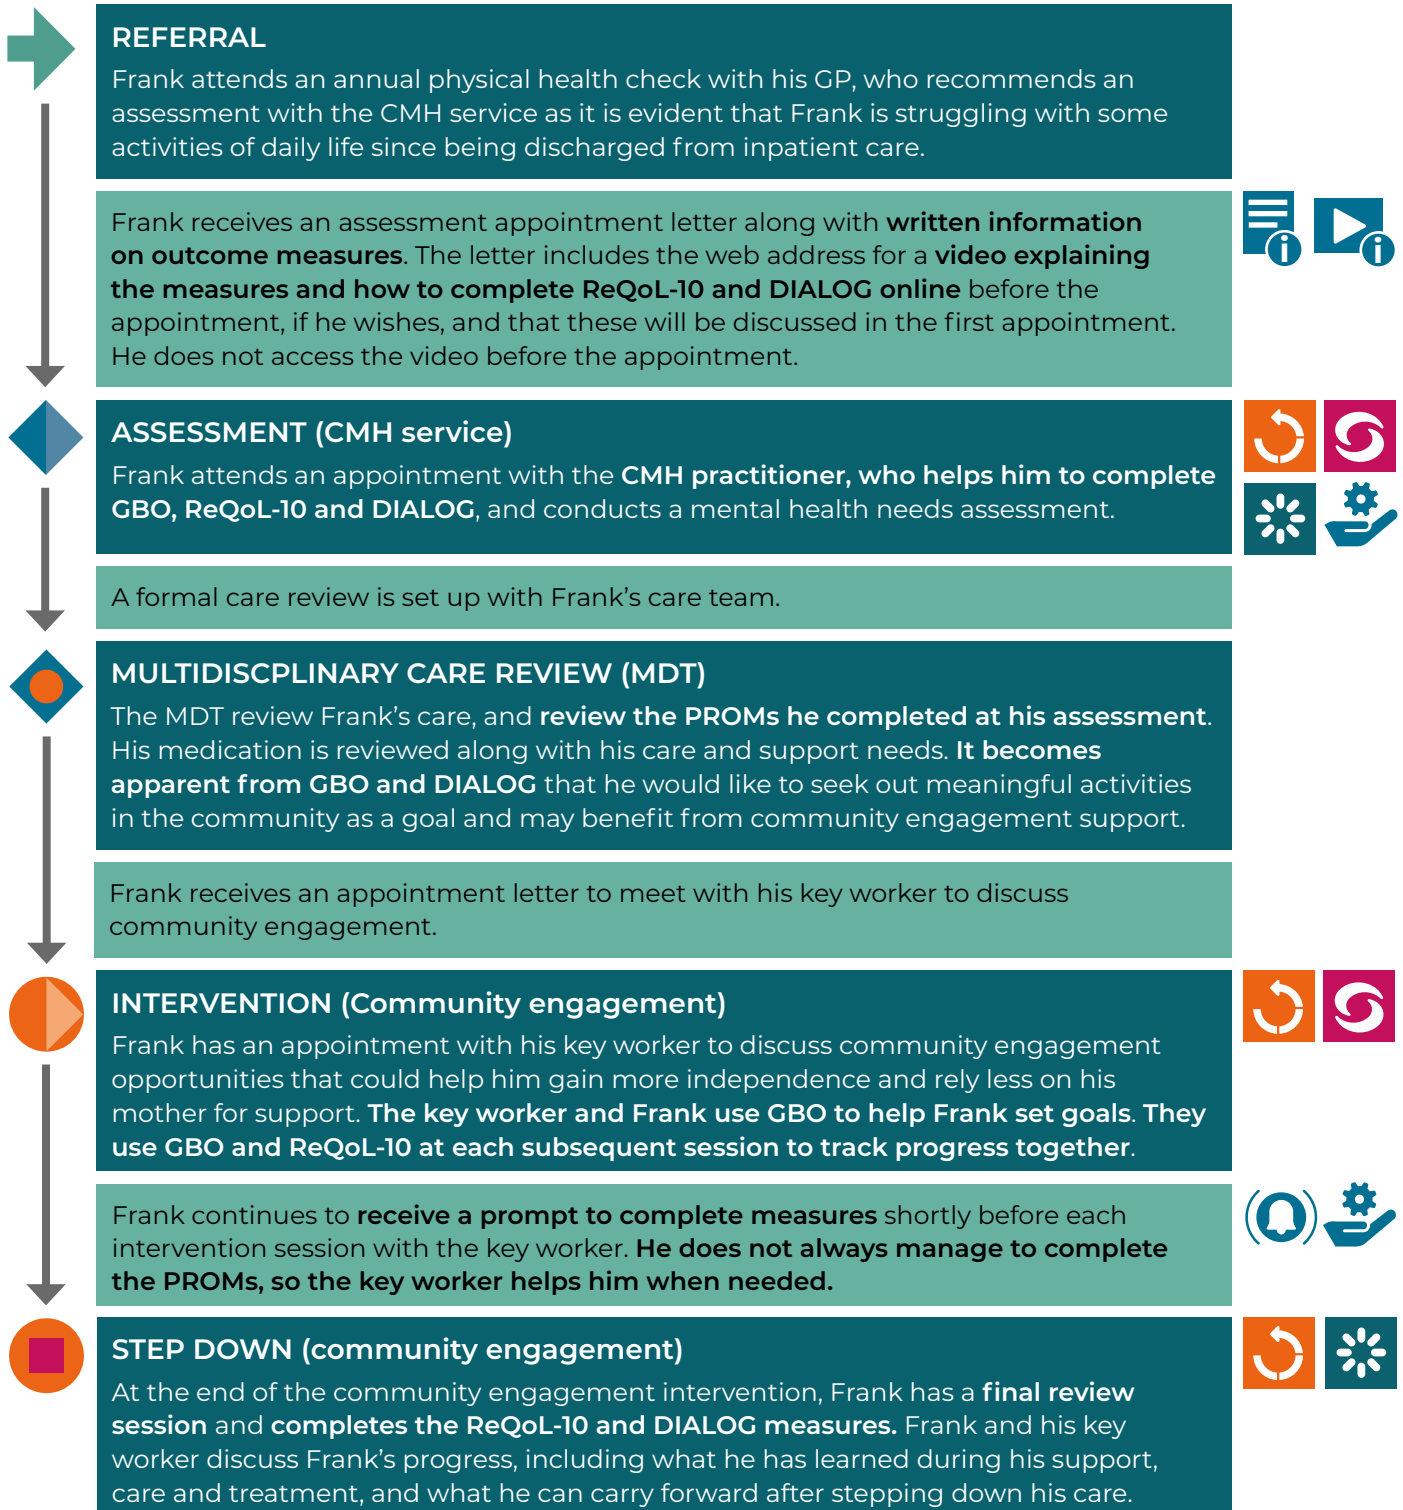 REFERRAL
Frank attends an annual physical health check with his GP, who recommends an
assessment with the CMH service as it is evident that Frank is struggling with some
activities of daily life since being discharged from inpatient care.
Frank receives an assessment appointment letter along with written information
on outcome measures. The letter includes the web address for a video explaining
the measures and how to complete ReQoL-10 and DIALOG online before the
appointment, if he wishes, and that these will be discussed in the first appointment.
He does not access the video before the appointment.
ASSESSMENT (CMH service)
Frank attends an appointment with the CMH practitioner, who helps him to complete
GBO, ReQoL-10 and DIALOG, and conducts a mental health needs assessment.
A formal care review is set up with Frank's care team.
MULTIDISCPLINARY CARE REVIEW (MDT)
The MDT review Frank's care, and review the PROMs he completed at his assessment.
His medication is reviewed along with his care and support needs. It becomes
apparent from GBO and DIALOG that he would like to seek out meaningful activities
in the community as a goal and may benefit from community engagement support.
Frank receives an appointment letter to meet with his key worker to discuss
community engagement.
INTERVENTION (Community engagement)
Frank has an appointment with his key worker to discuss community engagement
opportunities that could help him gain more independence and rely less on his
mother for support. The key worker and Frank use GBO to help Frank set goals. They
use GBO and ReQoL-10 at each subsequent session to track progress together.
Frank continues to receive a prompt to complete measures shortly before each
intervention session with the key worker. He does not always manage to complete
the PROMs, so the key worker helps him when needed.
STEP DOWN (community engagement)
At the end of the community engagement intervention, Frank has a final review
session and completes the ReQoL-10 and DIALOG measures. Frank and his key
worker discuss Frank's progress, including what he has learned during his support,
care and treatment, and what he can carry forward after stepping down his care.